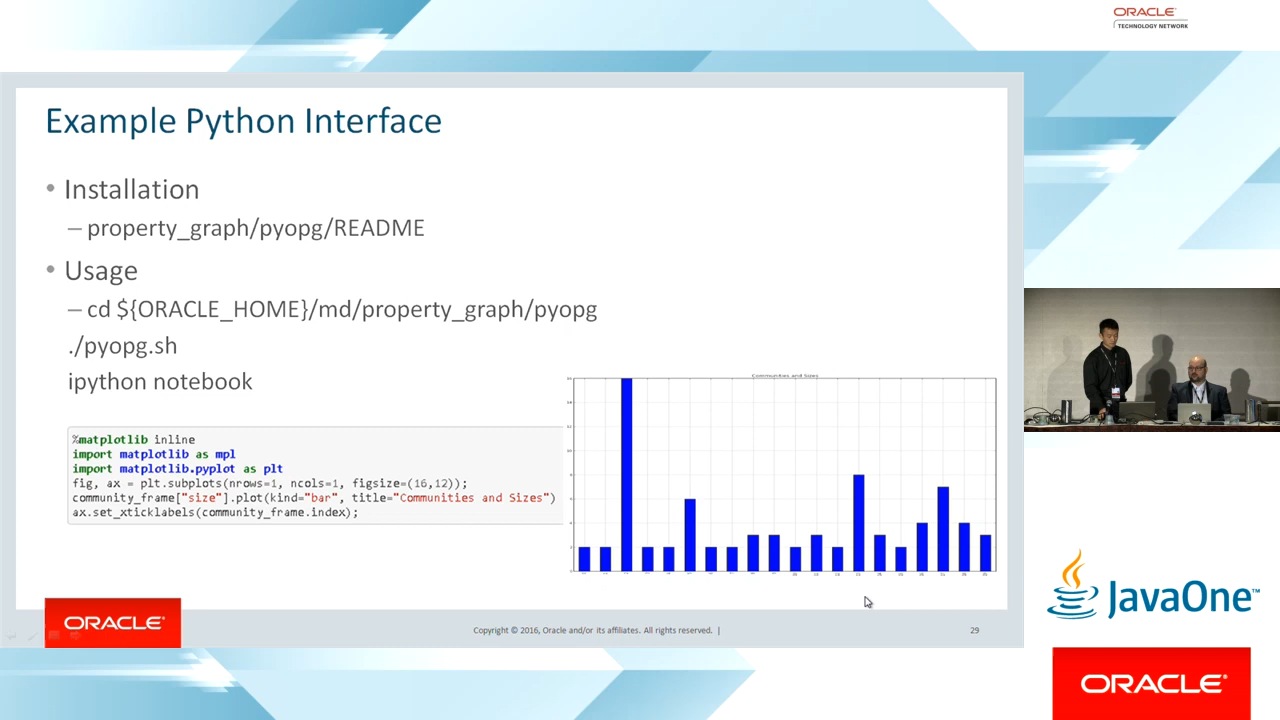 ORACLE
TECHNOLOGY NETWORK
Example Python Interface
• Installation
– property_graph/pyopg/README
• Usage
– cd ${ORACLE_HOME}/md/property_graph/pyopg
./pyopg.sh
ipython notebook
%matplotlib inline
import matplotlib as mpl
import matplotlib.pyplot as plt
fig, ax = plt.subplots(nrows=1, ncols=1, figsize=(16,12));
community_frame["size"].plot(kind="bar", title="Communities and Sizes")
ax.set_xticklabels(community_frame.index);
Communities and Sizes
ORACLE
Copyright © 2016, Oracle and/or its affiliates. All rights reserved. |
29
JavaOne™
ORACLE